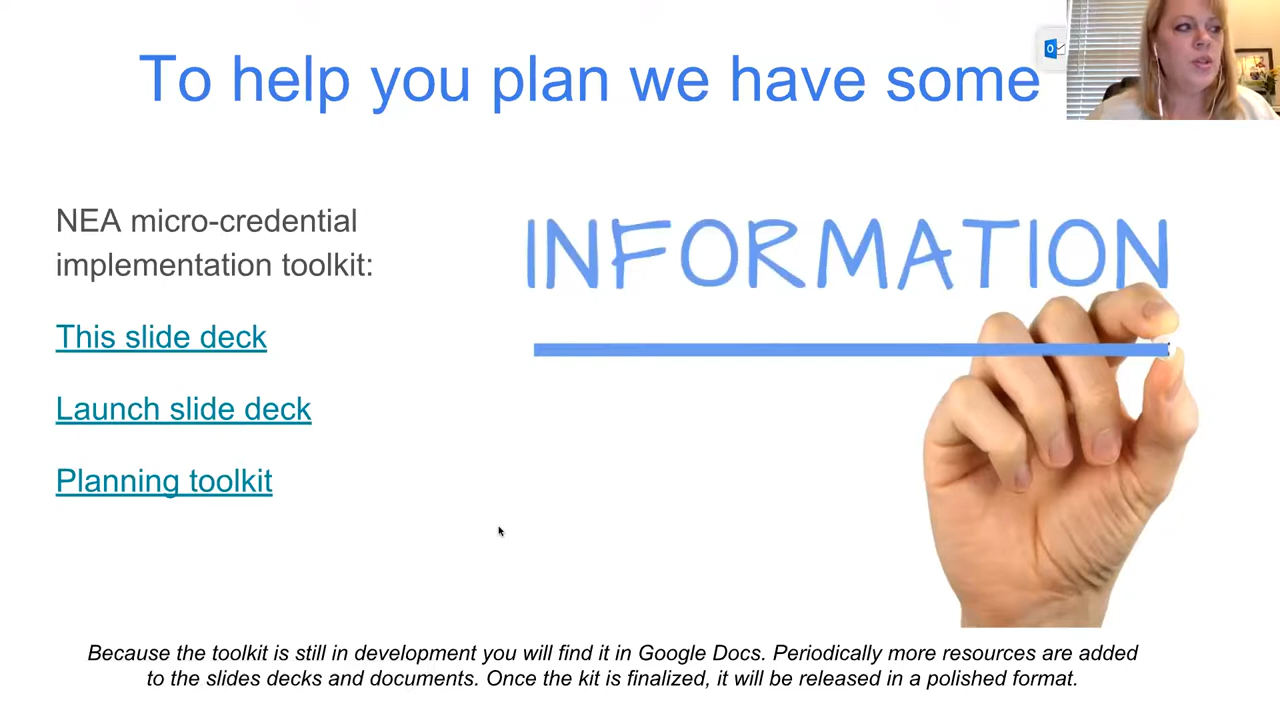 To help you plan we have some
NEA micro-credential
implementation toolkit:
This slide deck
Launch slide deck
Planning toolkit
INFORMATION
Because the toolkit is still in development you will find it in Google Docs. Periodically more resources are added
to the slides decks and documents. Once the kit is finalized, it will be released in a polished format.